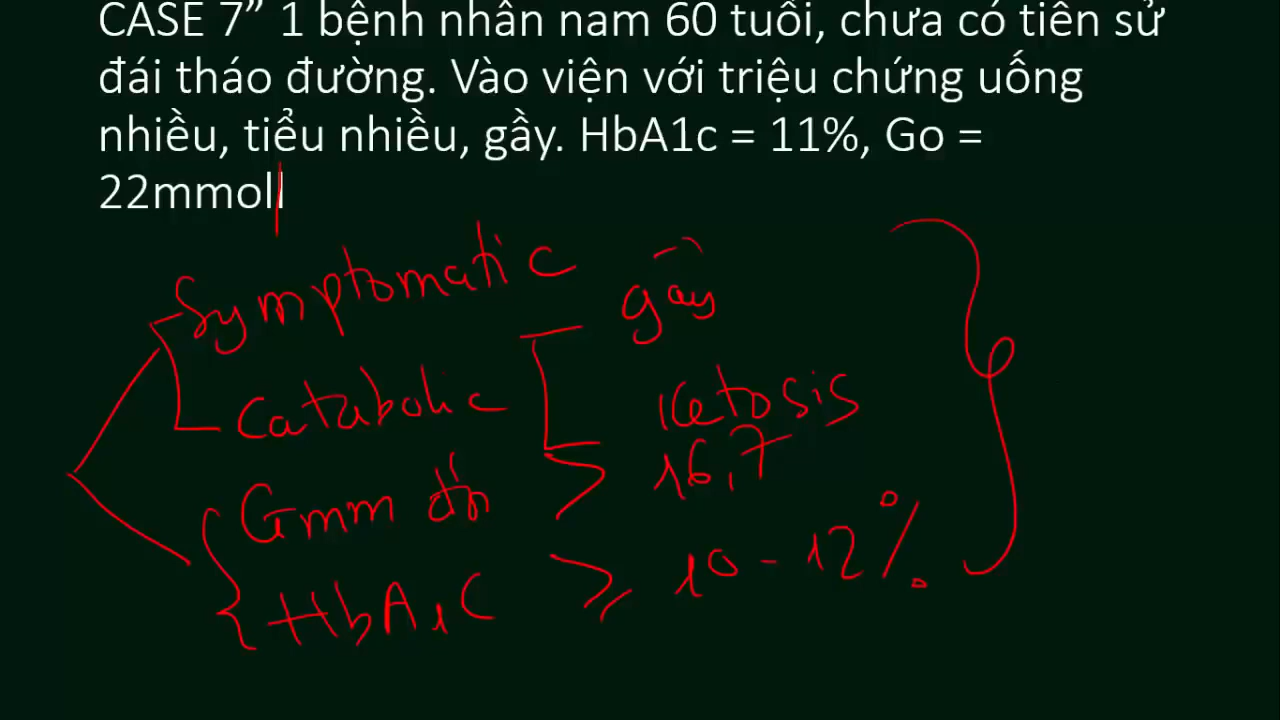 CASE 7” 1 bệnh nhân nam 60 tuổi, chưa có tiền sử
đái tháo đường. Vào viện với triệu chứng uống
nhiều, tiểu nhiều, gầy. HbA1c = 11%, Go =
22mmol
Symptomatic
gầy
Catabolic
Ketosis
Gmm đói > 16,7
HbA1C ≥ 10 - 12%